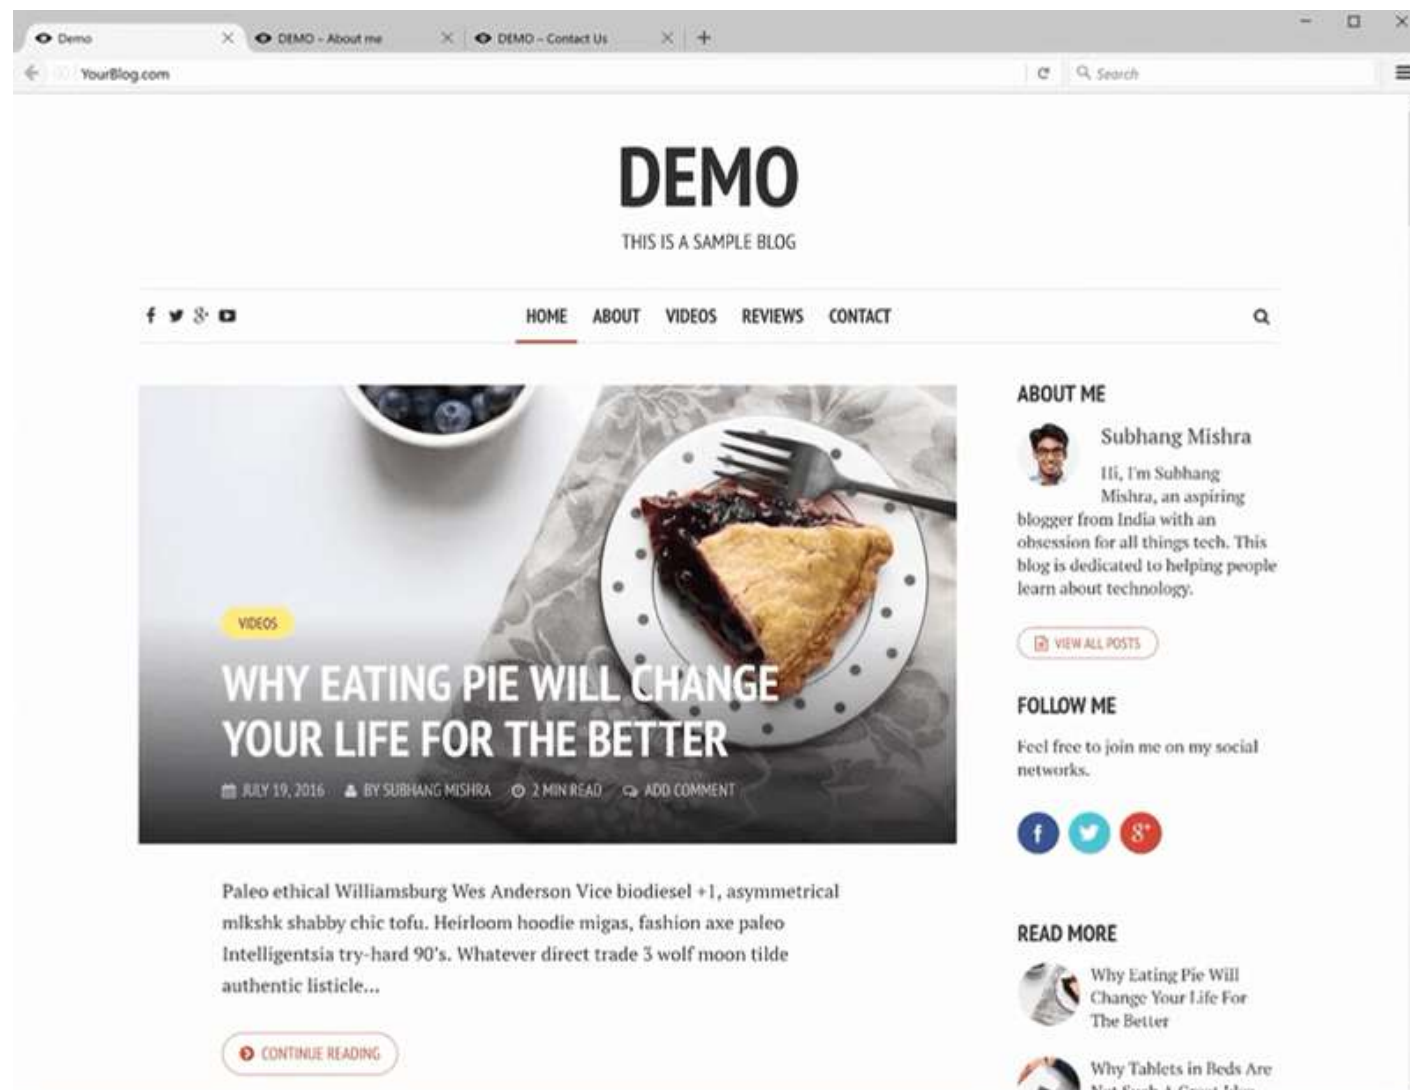 Demo
DEMO – About me
DEMO – Contact Us
YourBlog.com
Search
DEMO
THIS IS A SAMPLE BLOG
HOME ABOUT VIDEOS REVIEWS CONTACT
VIDEOS
WHY EATING PIE WILL CHANGE
YOUR LIFE FOR THE BETTER
JULY 19, 2016 BY SUBHANG MISHRA 2 MIN READ ADD COMMENT
Paleo ethical Williamsburg Wes Anderson Vice biodiesel +1, asymmetrical
mlkshk shabby chic tofu. Heirloom hoodie migas, fashion axe paleo
Intelligentsia try-hard 90's. Whatever direct trade 3 wolf moon tilde
authentic listicle...
CONTINUE READING
ABOUT ME
Subhang Mishra
Hi, I'm Subhang
Mishra, an aspiring
blogger from India with an
obsession for all things tech. This
blog is dedicated to helping people
learn about technology.
VIEW ALL POSTS
FOLLOW ME
Feel free to join me on my social
networks.
READ MORE
Why Eating Pie Will
Change Your Life For
The Better
Why Tablets in Beds Are
Not Such A Great Idea